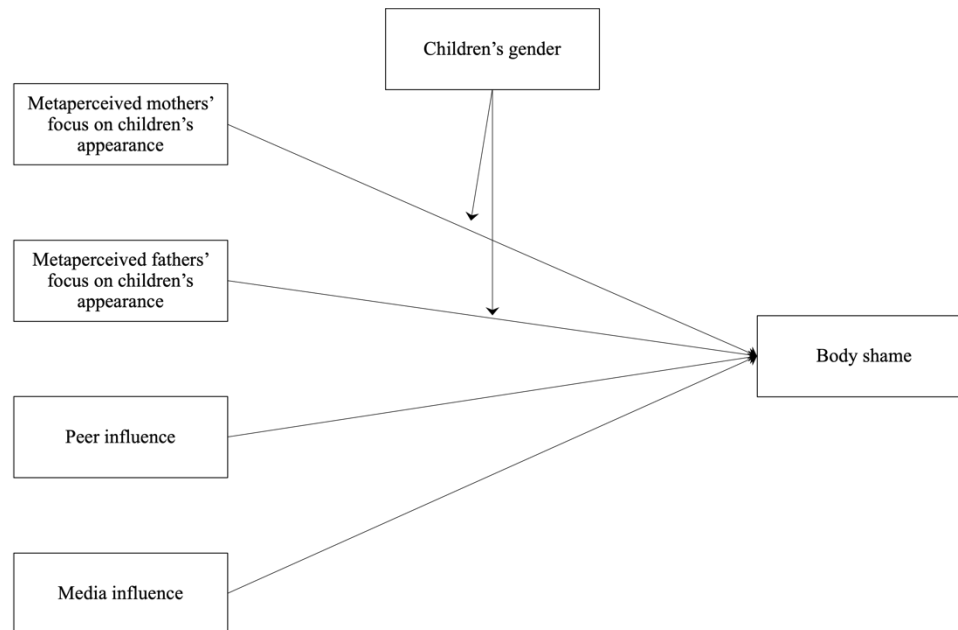 Children’s gender
Metaperceived mothers’
focus on children’s
appearance
Metaperceived fathers’
focus on children’s
appearance
Body shame
Peer influence
Media influence